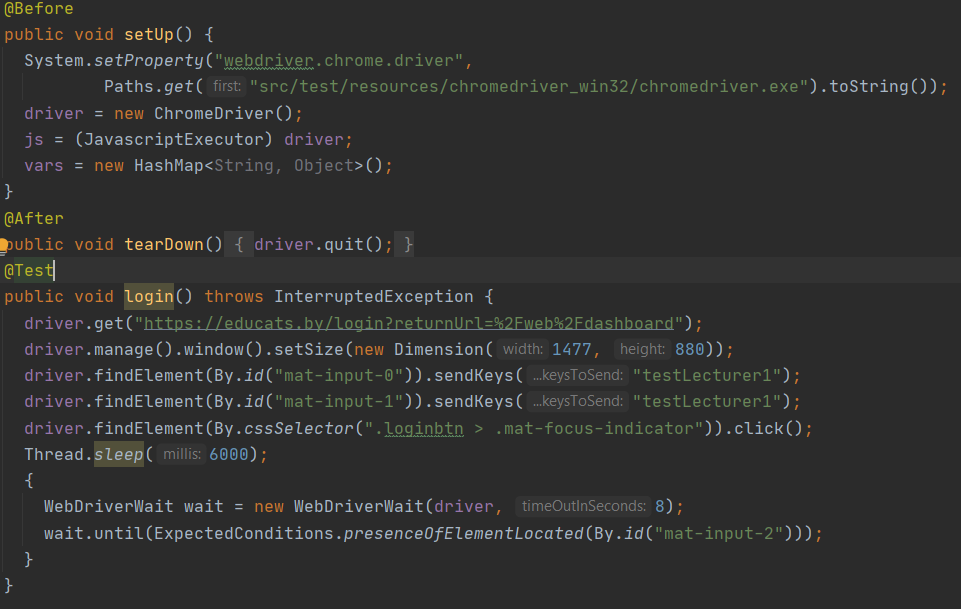 @Before
public void setUp() {
  System.setProperty("webdriver.chrome.driver",
          Paths.get( first: "src/test/resources/chromedriver_win32/chromedriver.exe").toString());
  driver = new ChromeDriver();
  js = (JavascriptExecutor) driver;
  vars = new HashMap<String, Object>();
}
@After
public void tearDown() { driver.quit(); }
@Test
public void login() throws InterruptedException {
  driver.get("https://educats.by/login?returnUrl=%2Fweb%2Fdashboard");
  driver.manage().window().setSize(new Dimension( width: 1477, height: 880));
  driver.findElement(By.id("mat-input-0")).sendKeys( ...keysToSend: "testLecturer1");
  driver.findElement(By.id("mat-input-1")).sendKeys( ...keysToSend: "testLecturer1");
  driver.findElement(By.cssSelector(".loginbtn > .mat-focus-indicator")).click();
  Thread.sleep( millis: 6000);
  {
    WebDriverWait wait = new WebDriverWait(driver, timeOutInSeconds: 8);
    wait.until(ExpectedConditions.presenceOfElementLocated(By.id("mat-input-2")));
  }
}